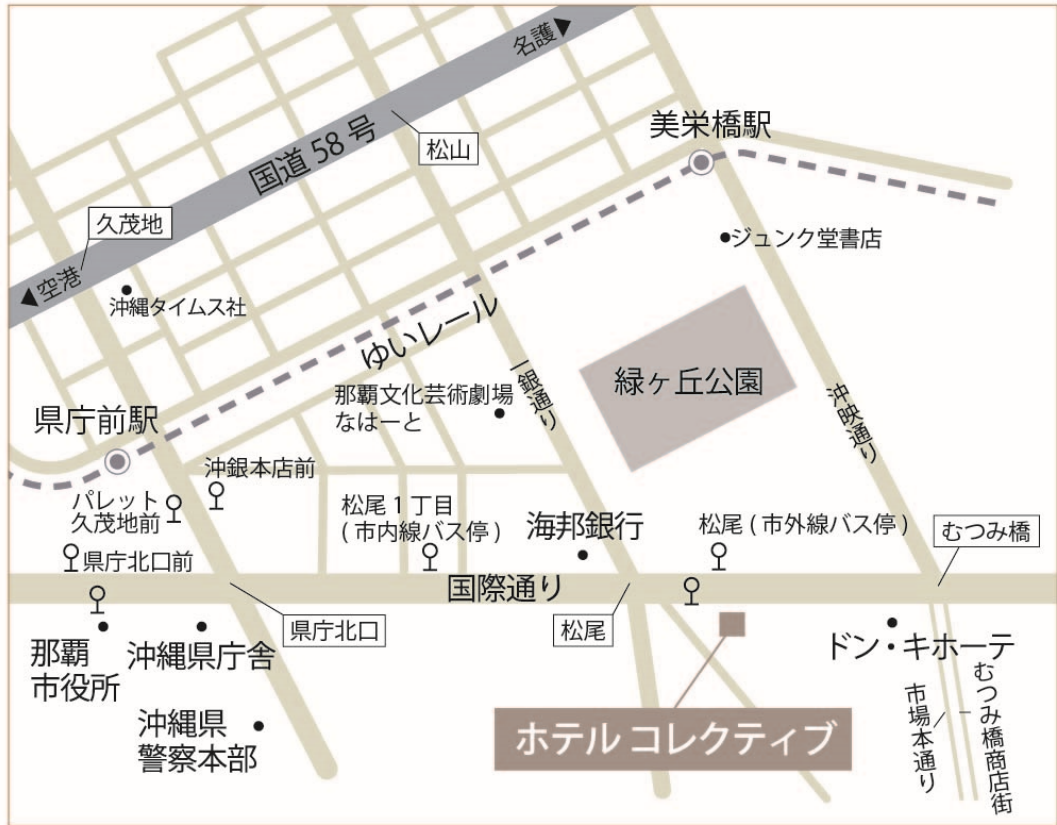 名護▶
美栄橋駅
国道 58 号
松山
久茂地
◀空港
沖縄タイムス社
ジュンク堂書店
ゆいレール
緑ヶ丘公園
一銀通り
沖映通り
那覇文化芸術劇場
なはーと
県庁前駅
沖銀本店前
パレット
久茂地前
松尾 1 丁目
( 市内線バス停 )
海邦銀行
松尾 ( 市外線バス停 )
むつみ橋
県庁北口前
国際通り
県庁北口
松尾
那覇
市役所
沖縄県庁舎
ドン・キホーテ
沖縄県
警察本部
ホテル コレクティブ
市場本通り
むつみ橋商店街